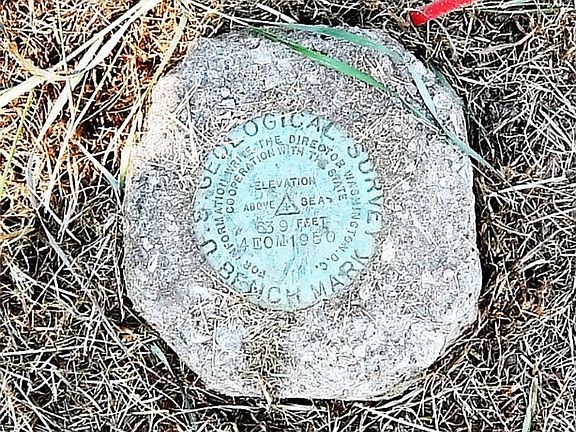 U.S. GEOLOGICAL SURVEY
BENCH MARK
FOR INFORMATION WRITE THE DIRECTOR WASHINGTON, D.C.
COOPERATION WITH THE STATE
ELEVATION
ABOVE SEA
639 FEET
1950